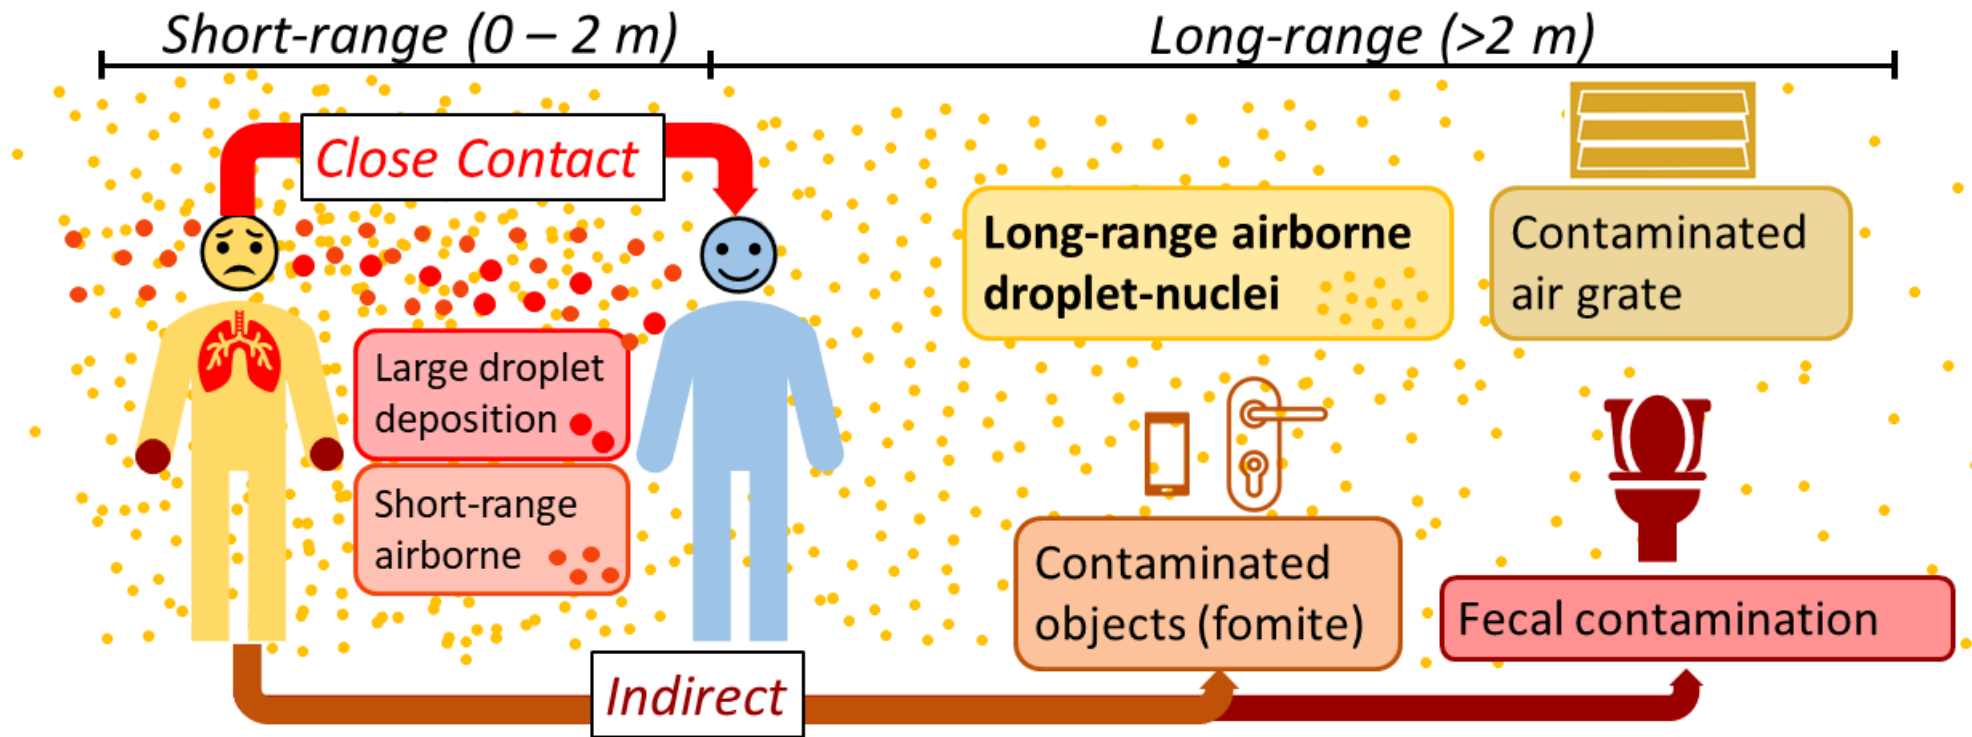 Short-range (0 – 2 m)
Long-range (>2 m)
Close Contact
Large droplet
deposition
Short-range
airborne
Long-range airborne
droplet-nuclei
Contaminated
air grate
Contaminated
objects (fomite)
Fecal contamination
Indirect